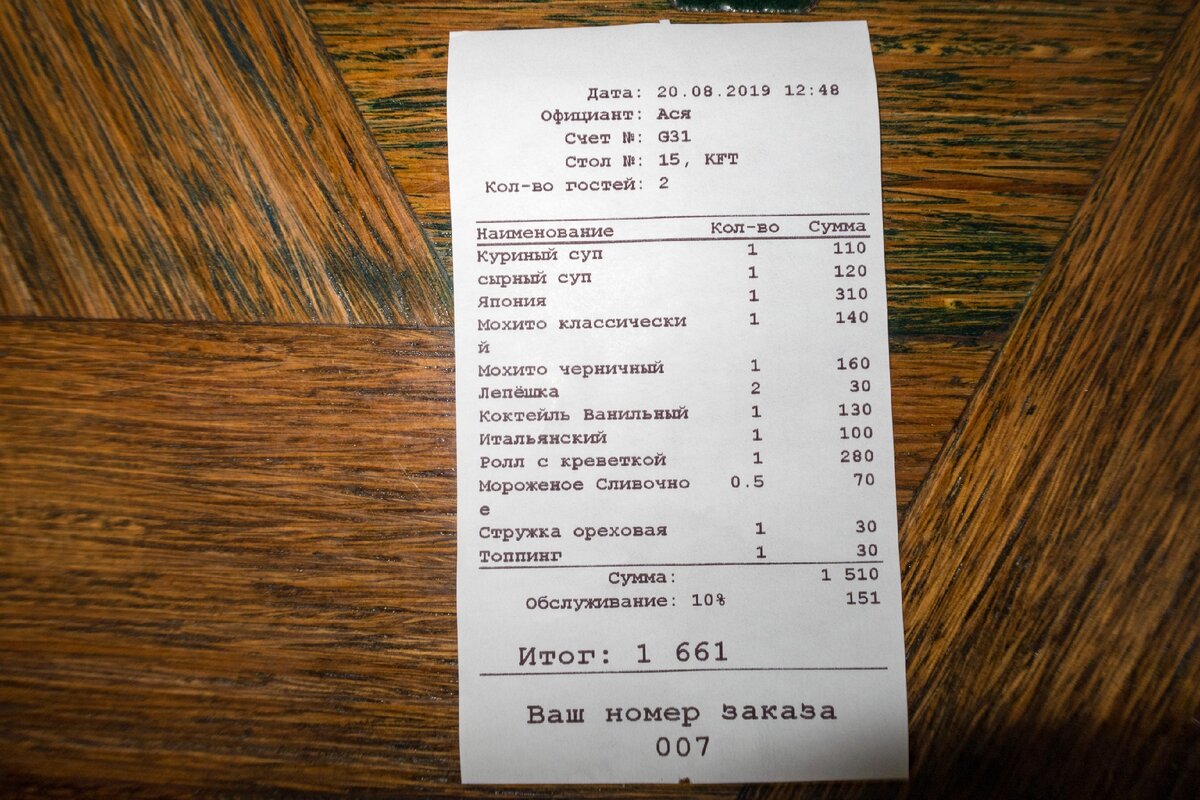 Дата: 20.08.2019 12:48
Официант: Ася
Счет №: G31
Стол №: 15, KFT
Кол-во гостей: 2
Наименование Кол-во Сумма
Куриный суп 1 110
сырный суп 1 120
Япония 1 310
Мохито классически 1 140
й
Мохито черничный 1 160
Лепёшка 2 30
Коктейль Ванильный 1 130
Итальянский 1 100
Ролл с креветкой 1 280
Мороженое Сливочно 0.5 70
е
Стружка ореховая 1 30
Топпинг 1 30
Сумма: 1 510
Обслуживание: 10% 151
Итог: 1 661
Ваш номер заказа
007